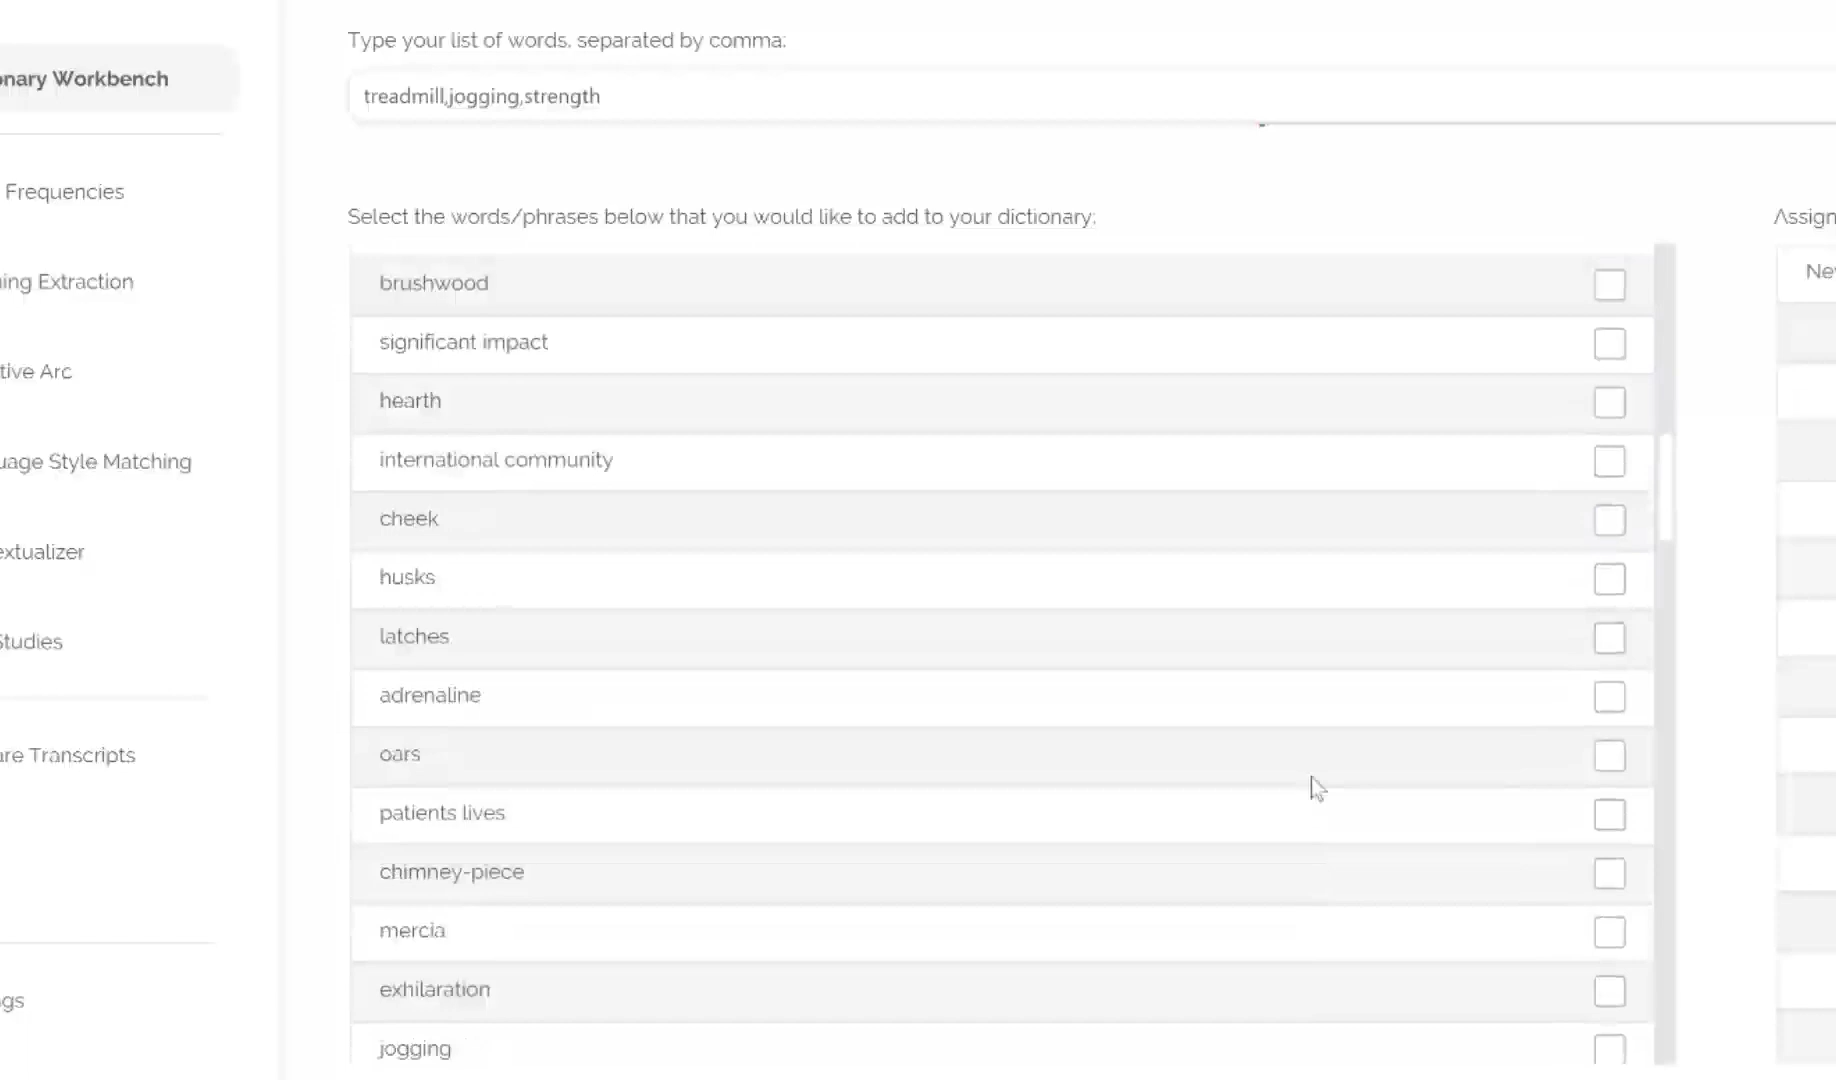 onary Workbench
Frequencies
ing Extraction
tive Arc
uage Style Matching
extualizer
Studies
are Transcripts
gs
Type your list of words, separated by comma:
treadmill,jogging,strength
Select the words/phrases below that you would like to add to your dictionary:
brushwood
significant impact
hearth
international community
cheek
husks
latches
adrenaline
oars
patients lives
chimney-piece
mercia
exhilaration
jogging
Assign
Ne